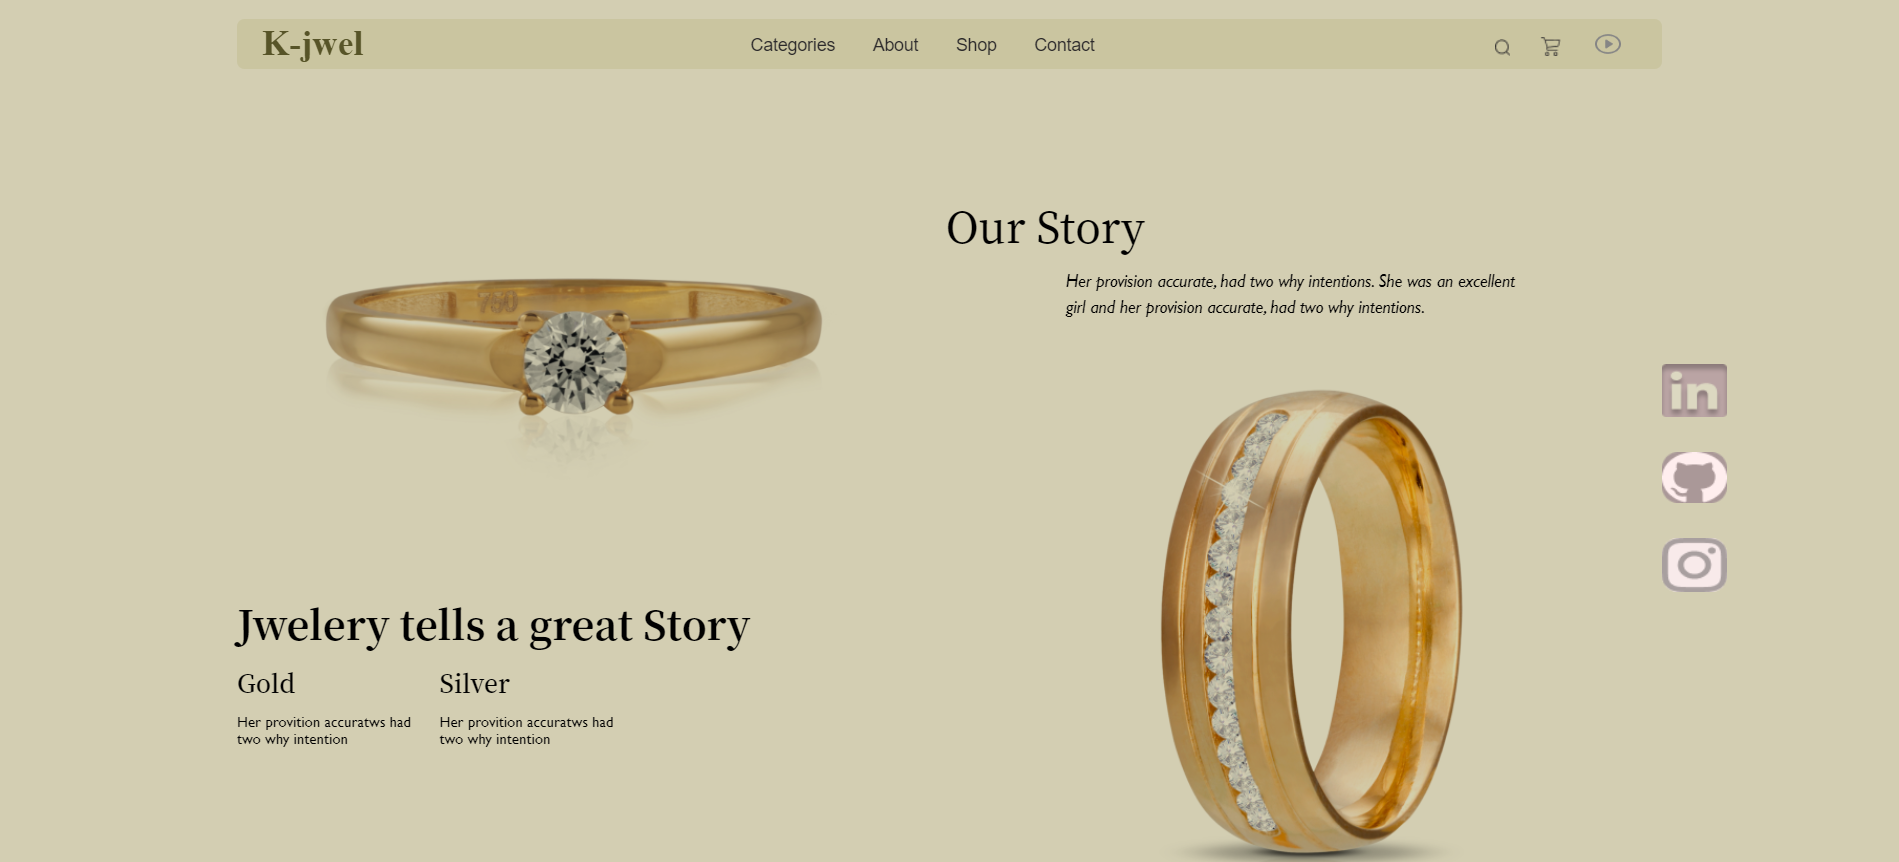 K-jwel
Categories
About
Shop
Contact
Our Story
Her provision accurate, had two why intentions. She was an excellent
girl and her provision accurate, had two why intentions.
750
in
Jwelery tells a great Story
Gold
Silver
Her provition accuratws had
two why intention
Her provition accuratws had
two why intention